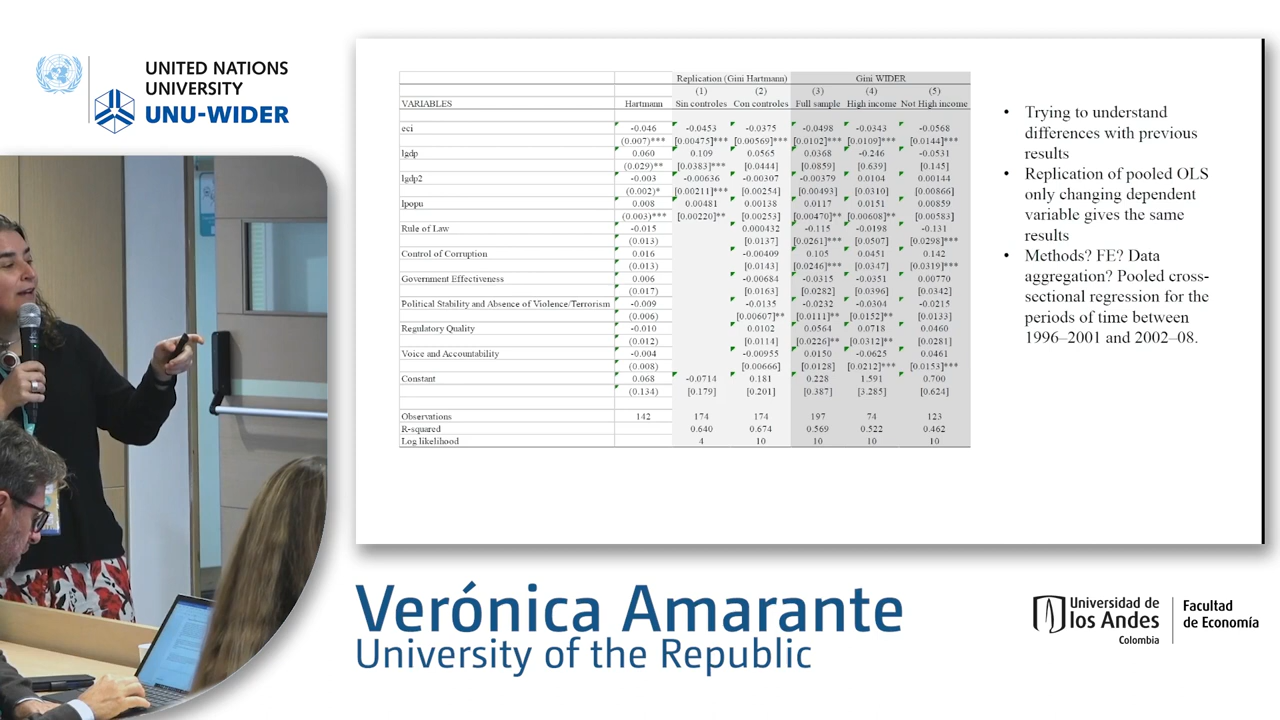 UNITED NATIONS
UNIVERSITY
UNU-WIDER
Replication (Gini Hartmann) Gini WIDER
(1) (2) (3) (4) (5)
VARIABLES Hartmann Sin controles Con controles Full sample High income Not High income
eci -0.046 -0.0453 -0.0375 -0.0498 -0.0343 -0.0568
(0.007)*** [0.00475]*** [0.00569]*** [0.0102]*** [0.0109]*** [0.0144]***
lgdp 0.060 0.109 0.0565 0.0368 -0.246 -0.0531
(0.029)** [0.0383]*** [0.0444] [0.0859] [0.639] [0.145]
lgdp2 -0.003 -0.00636 -0.00307 -0.00379 0.0104 0.00144
(0.002)* [0.00211]*** [0.00254] [0.00493] [0.0310] [0.00866]
lpopu 0.008 0.00481 0.00138 0.0117 0.0151 0.00859
(0.003)*** [0.00220]** [0.00253] [0.00470]** [0.00608]** [0.00583]
Rule of Law -0.015 0.000432 -0.115 -0.0198 -0.131
(0.013) [0.0137] [0.0261]*** [0.0507] [0.0298]***
Control of Corruption 0.016 -0.00409 0.105 0.0451 0.142
(0.013) [0.0143] [0.0246]*** [0.0347] [0.0319]***
Government Effectiveness 0.006 -0.00684 -0.0315 -0.0351 0.00770
(0.017) [0.0163] [0.0282] [0.0396] [0.0342]
Political Stability and Absence of Violence/Terrorism -0.009 -0.0135 -0.0232 -0.0304 -0.0215
(0.006) [0.00607]** [0.0111]** [0.0152]** [0.0133]
Regulatory Quality -0.010 0.0102 0.0564 0.0718 0.0460
(0.012) [0.0114] [0.0226]** [0.0312]** [0.0281]
Voice and Accountability -0.004 -0.00955 0.0150 -0.0625 0.0461
(0.008) [0.00666] [0.0128] [0.0212]*** [0.0153]***
Constant 0.068 -0.0714 0.181 0.228 1.591 0.700
(0.134) [0.179] [0.201] [0.387] [3.285] [0.624]
Observations 142 174 174 197 74 123
R-squared 0.640 0.674 0.569 0.522 0.462
Log likelihood 4 10 10 10 10
• Trying to understand
differences with previous
results
• Replication of pooled OLS
only changing dependent
variable gives the same
results
• Methods? FE? Data
aggregation? Pooled cross-
sectional regression for the
periods of time between
1996–2001 and 2002–08.
Verónica Amarante
University of the Republic
Universidad de
los Andes
Colombia
Facultad
de Economía